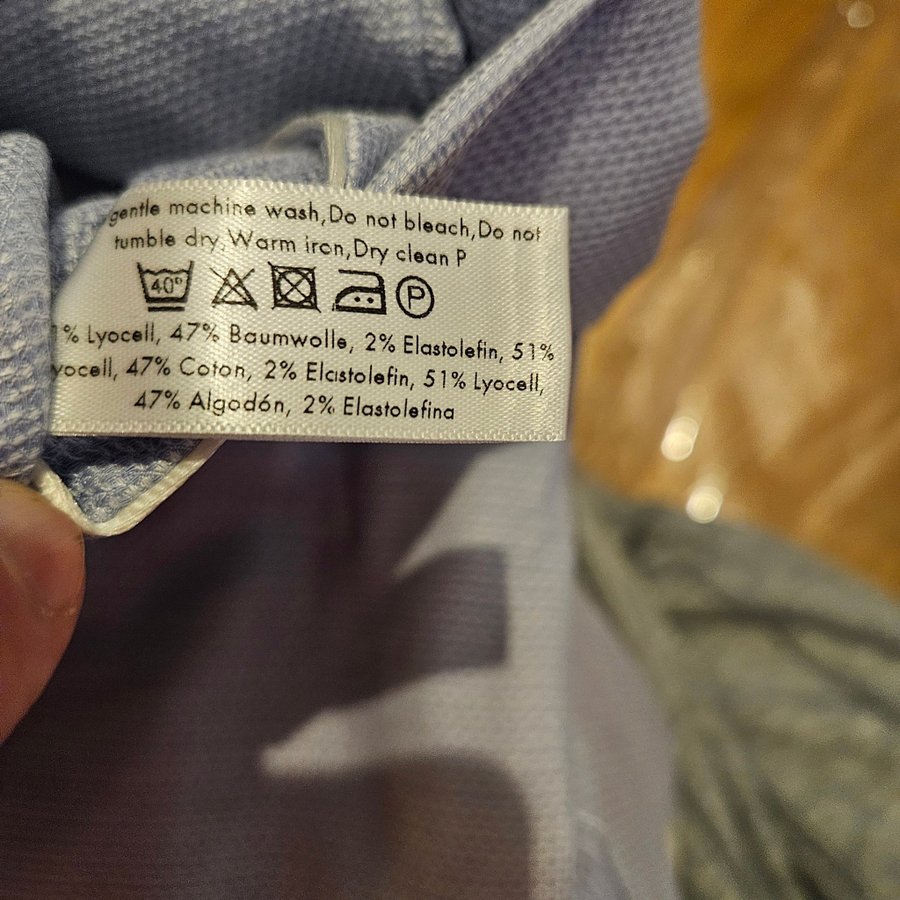 gentle machine wash,Do not bleach,Do not
tumble dry,Warm iron,Dry clean P
40° P
% Lyocell, 47% Baumwolle, 2% Elastolefin, 51%
yocell, 47% Coton, 2% Elastolefin, 51% Lyocell,
47% Algodón, 2% Elastolefina